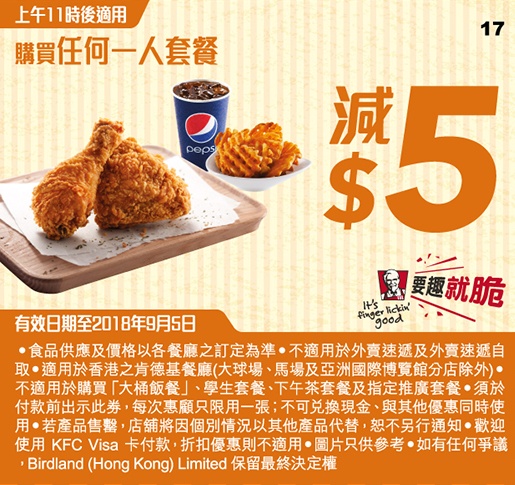 上午11時後適用
17
購買任何一人套餐
減
$5
pepsi
It's
finger lickin'
good
要趣就脆
有效日期至2018年9月5日
•食品供應及價格以各餐廳之訂定為準•不適用於外賣速遞及外賣速遞自
取•適用於香港之肯德基餐廳(大球場、馬場及亞洲國際博覽館分店除外)•
不適用於購買「大桶飯餐」、學生套餐、下午茶套餐及指定推廣套餐•須於
付款前出示此券，每次惠顧只限用一張；不可兌換現金、與其他優惠同時使
用•若產品售罄，店舖將因個別情況以其他產品代替，恕不另行通知•歡迎
使用 KFC Visa 卡付款，折扣優惠則不適用•圖片只供參考•如有任何爭議
，Birdland (Hong Kong) Limited 保留最終決定權